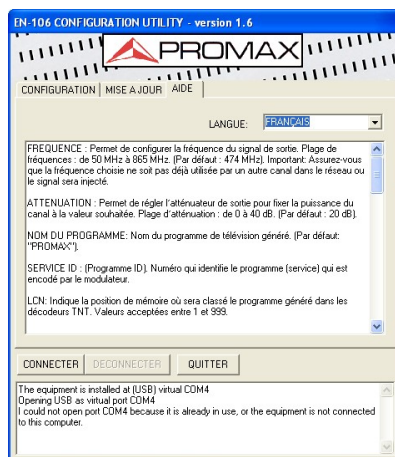 EN-106 CONFIGURATION UTILITY - version 1.6
PROMAX
CONFIGURATION MISE A JOUR AIDE
LANGUE: FRANÇAIS
FREQUENCE : Permet de configurer la fréquence du signal de sortie. Plage de
fréquences : de 50 MHz à 865 MHz. (Par défaut : 474 MHz). Important: Assurez-vous
que la fréquence choisie ne soit pas déjà utilisée par un autre canal dans le réseau ou
le signal sera injecté.
ATTENUATION : Permet de régler l'atténuateur de sortie pour fixer la puissance du
canal à la valeur souhaitée. Plage d'atténuation : de 0 à 40 dB. (Par défaut : 20 dB).
NOM DU PROGRAMME: Nom du programme de télévision généré. (Par défaut:
"PROMAX").
SERVICE ID : (Programme ID). Numéro qui identifie le programme (service) qui est
encodé par le modulateur.
LCN: Indique la position de mémoire où sera classé le programme généré dans les
décodeurs TNT. Valeurs acceptées entre 1 et 999.
CONNECTER DECONNECTER QUITTER
The equipment is installed at (USB) virtual COM4
Opening USB as virtual port COM4
I could not open port COM4 because it is already in use, or the equipment is not connected
to this computer.